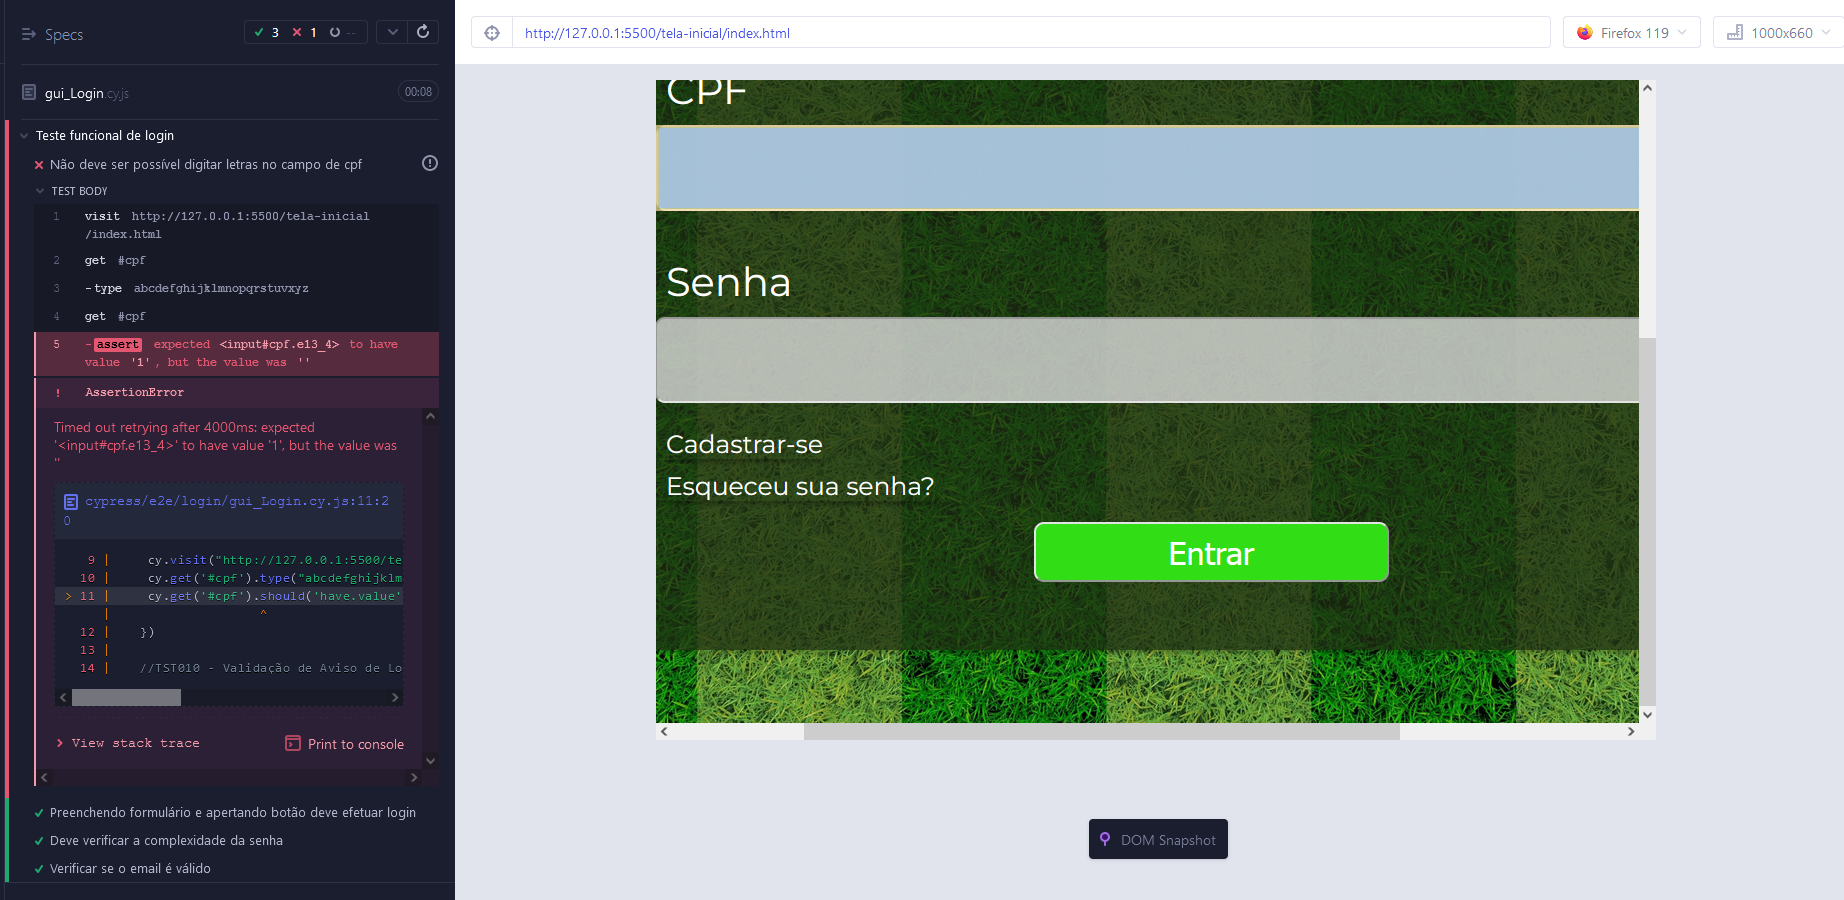 Specs
3 1 --
gui_Login.cy.js 00:08
Teste funcional de login
Não deve ser possível digitar letras no campo de cpf
TEST BODY
1 visit http://127.0.0.1:5500/tela-inicial
/index.html
2 get #cpf
3 -type abcdefghijklmnopqrstuvxyz
4 get #cpf
5 -assert expected <input#cpf.e13_4> to have
value '1', but the value was ''
! AssertionError
Timed out retrying after 4000ms: expected
'<input#cpf.e13_4>' to have value '1', but the value was
''
cypress/e2e/login/gui_Login.cy.js:11:2
0
9 | cy.visit("http://127.0.0.1:5500/te
10 | cy.get('#cpf').type("abcdefghijklm
> 11 | cy.get('#cpf').should('have.value'
| ^
12 | })
13 |
14 | //TST010 - Validação de Aviso de Lo
View stack trace
Print to console
Preenchendo formulário e apertando botão deve efetuar login
Deve verificar a complexidade da senha
Verificar se o email é válido
http://127.0.0.1:5500/tela-inicial/index.html
Firefox 119
1000x660
CPF
Senha
Cadastrar-se
Esqueceu sua senha?
Entrar
DOM Snapshot